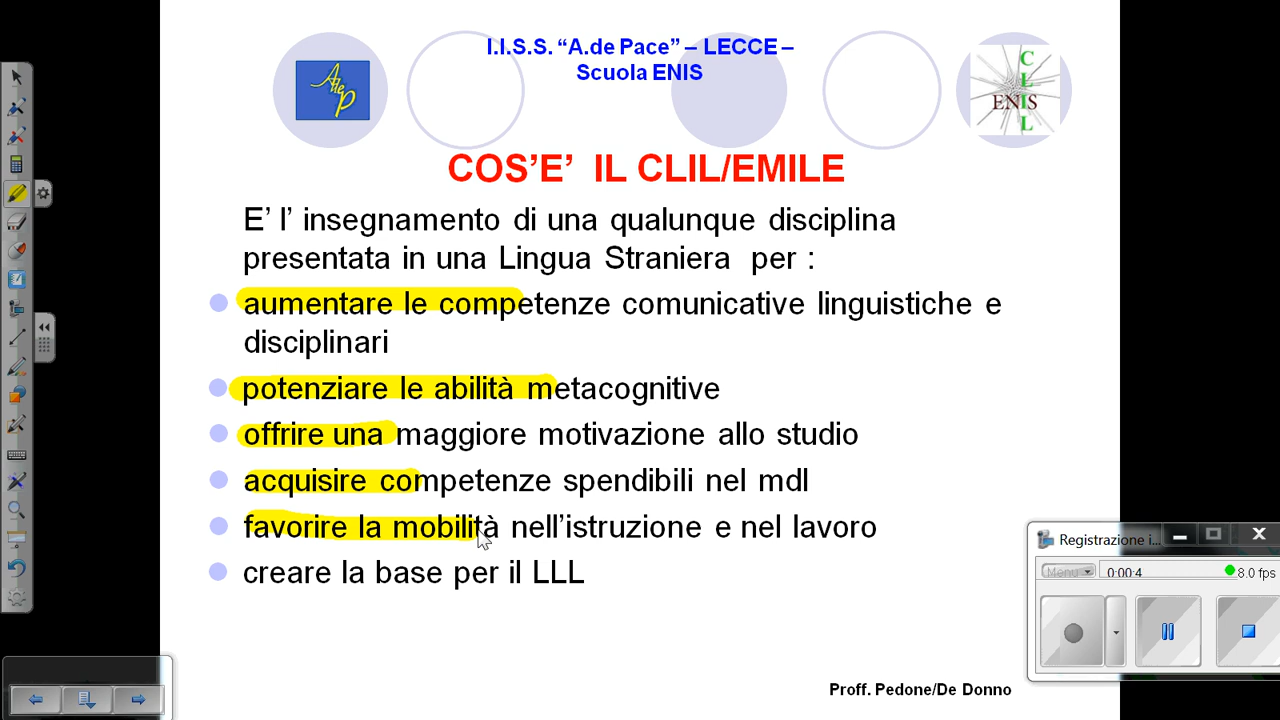 I.I.S.S. “A.de Pace” – LECCE –
Scuola ENIS
CLIL
ENIS
COS’E’ IL CLIL/EMILE
E’ l’ insegnamento di una qualunque disciplina
presentata in una Lingua Straniera per :
aumentare le competenze comunicative linguistiche e
disciplinari
potenziare le abilità metacognitive
offrire una maggiore motivazione allo studio
acquisire competenze spendibili nel mdl
favorire la mobilità nell’istruzione e nel lavoro
creare la base per il LLL
Proff. Pedone/De Donno
Registrazione i...
Menu
0:00:4
8.0 fps